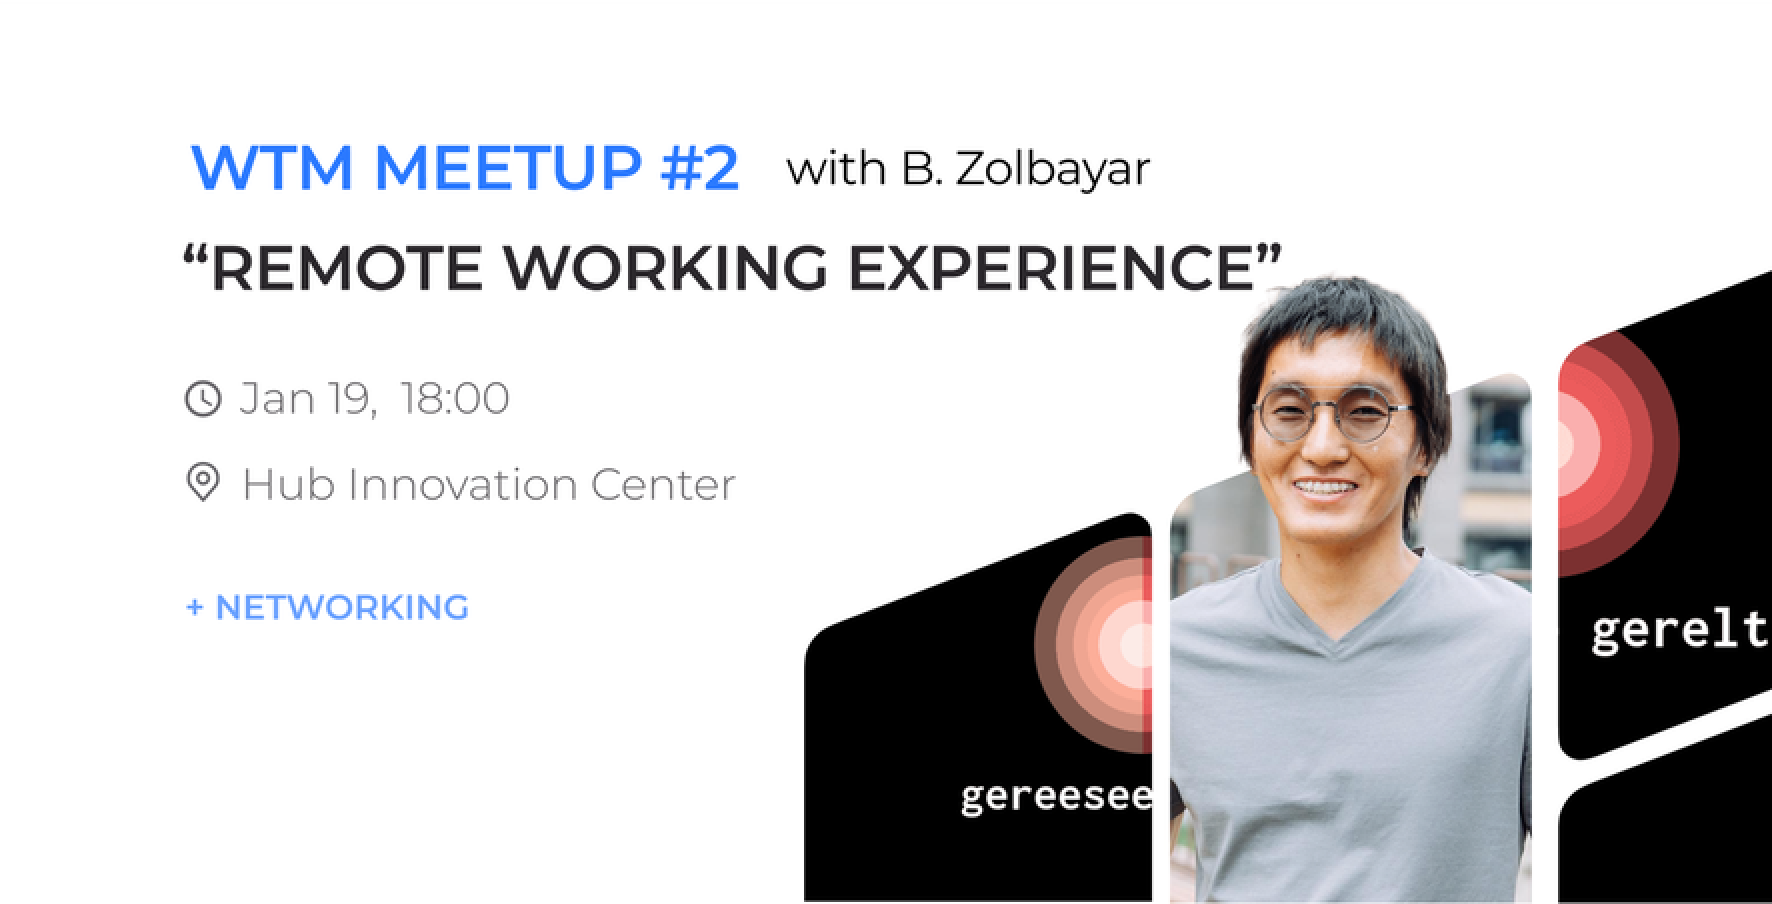 WTM MEETUP #2 with B. Zolbayar
“REMOTE WORKING EXPERIENCE”
Jan 19, 18:00
Hub Innovation Center
+ NETWORKING
gereesee
gerelt